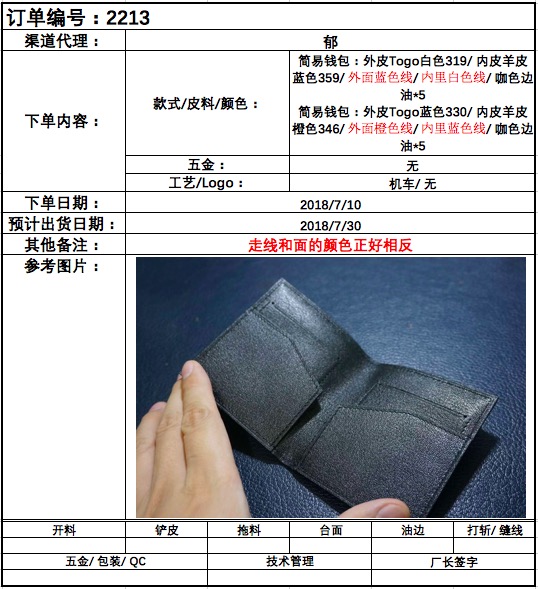 订单编号：2213
渠道代理： 郁
下单内容： 款式/皮料/颜色：
简易钱包：外皮Togo白色319/ 内皮羊皮
蓝色359/ 外面蓝色线/ 内里白色线/ 咖色边
油*5
简易钱包：外皮Togo蓝色330/ 内皮羊皮
橙色346/ 外面橙色线/ 内里蓝色线/ 咖色边
油*5
五金： 无
工艺/Logo： 机车/ 无
下单日期： 2018/7/10
预计出货日期： 2018/7/30
其他备注： 走线和面的颜色正好相反
参考图片：
开料 铲皮 拖料 台面 油边 打斩/ 缝线
五金/ 包装/ QC 技术管理 厂长签字